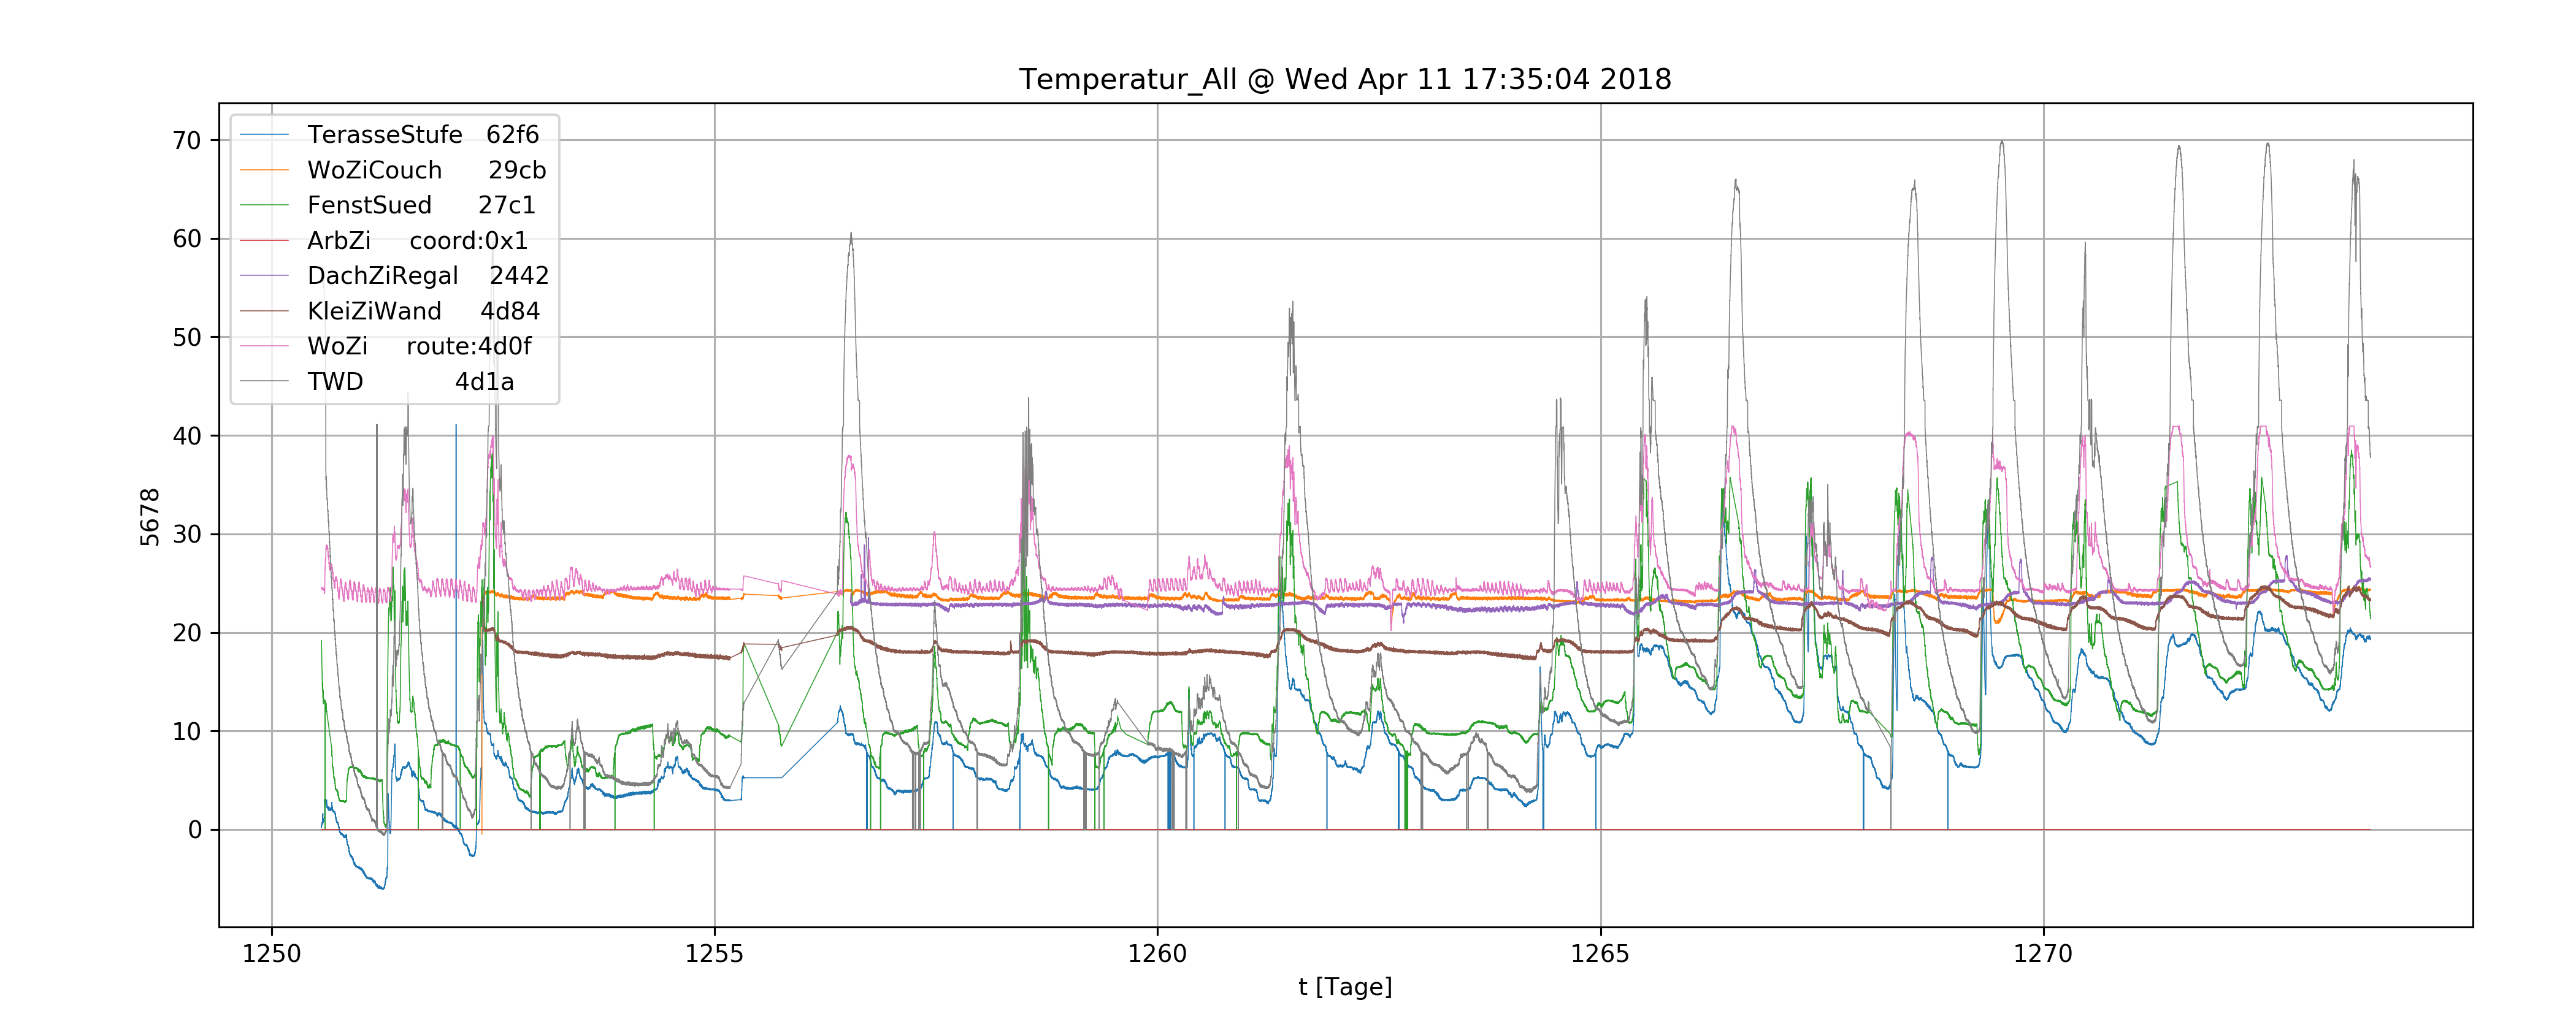 Temperatur_All @ Wed Apr 11 17:35:04 2018
TerasseStufe 62f6
WoZiCouch 29cb
FenstSued 27c1
ArbZi coord:0x1
DachZiRegal 2442
KleiZiWand 4d84
WoZi route:4d0f
TWD 4d1a
70
60
50
40
30
20
10
0
5678
1250 1255 1260 1265 1270
t [Tage]